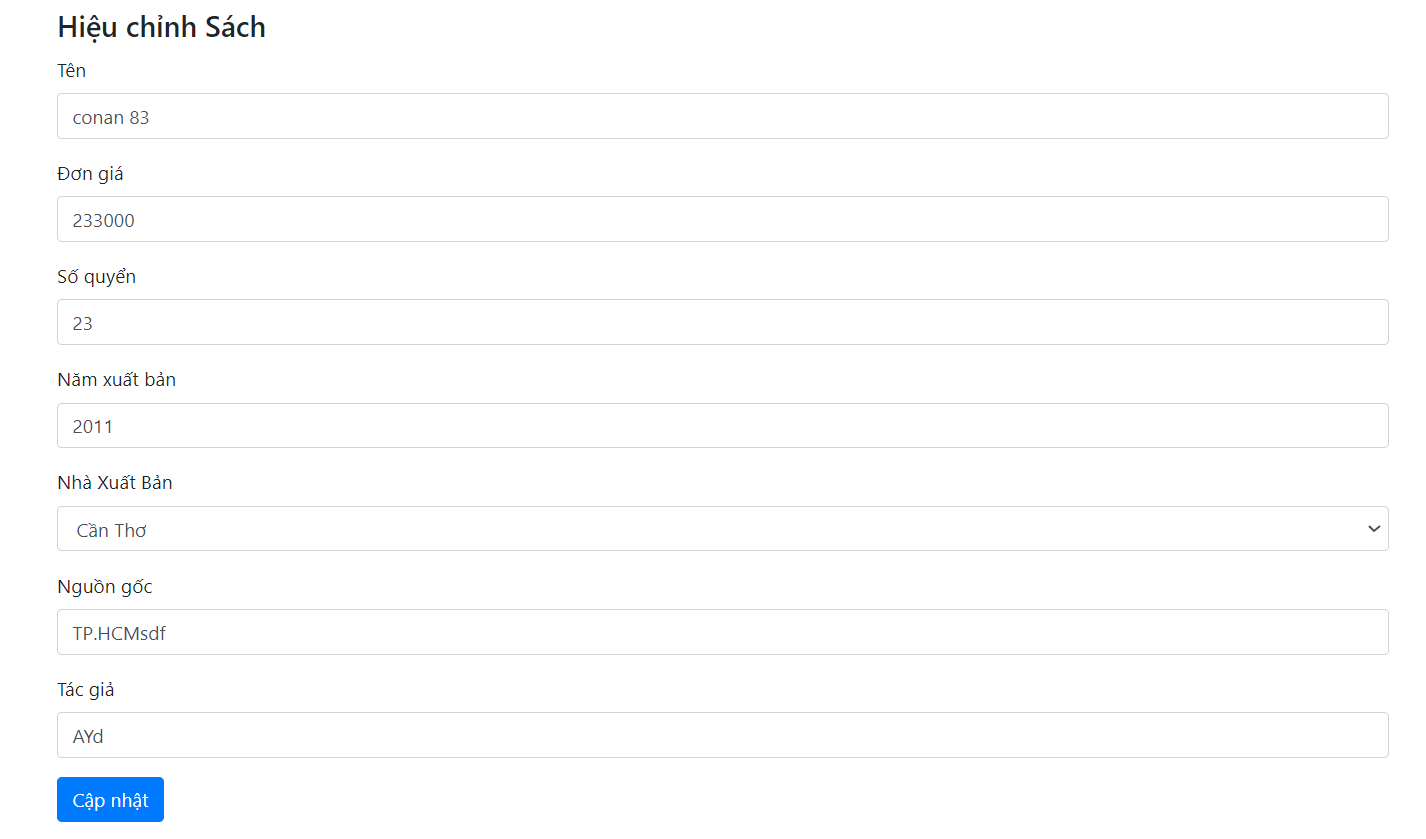 Hiệu chỉnh Sách
Tên
conan 83
Đơn giá
233000
Số quyển
23
Năm xuất bản
2011
Nhà Xuất Bản
Cần Thơ
Nguồn gốc
TP.HCMsdf
Tác giả
AYd
Cập nhật